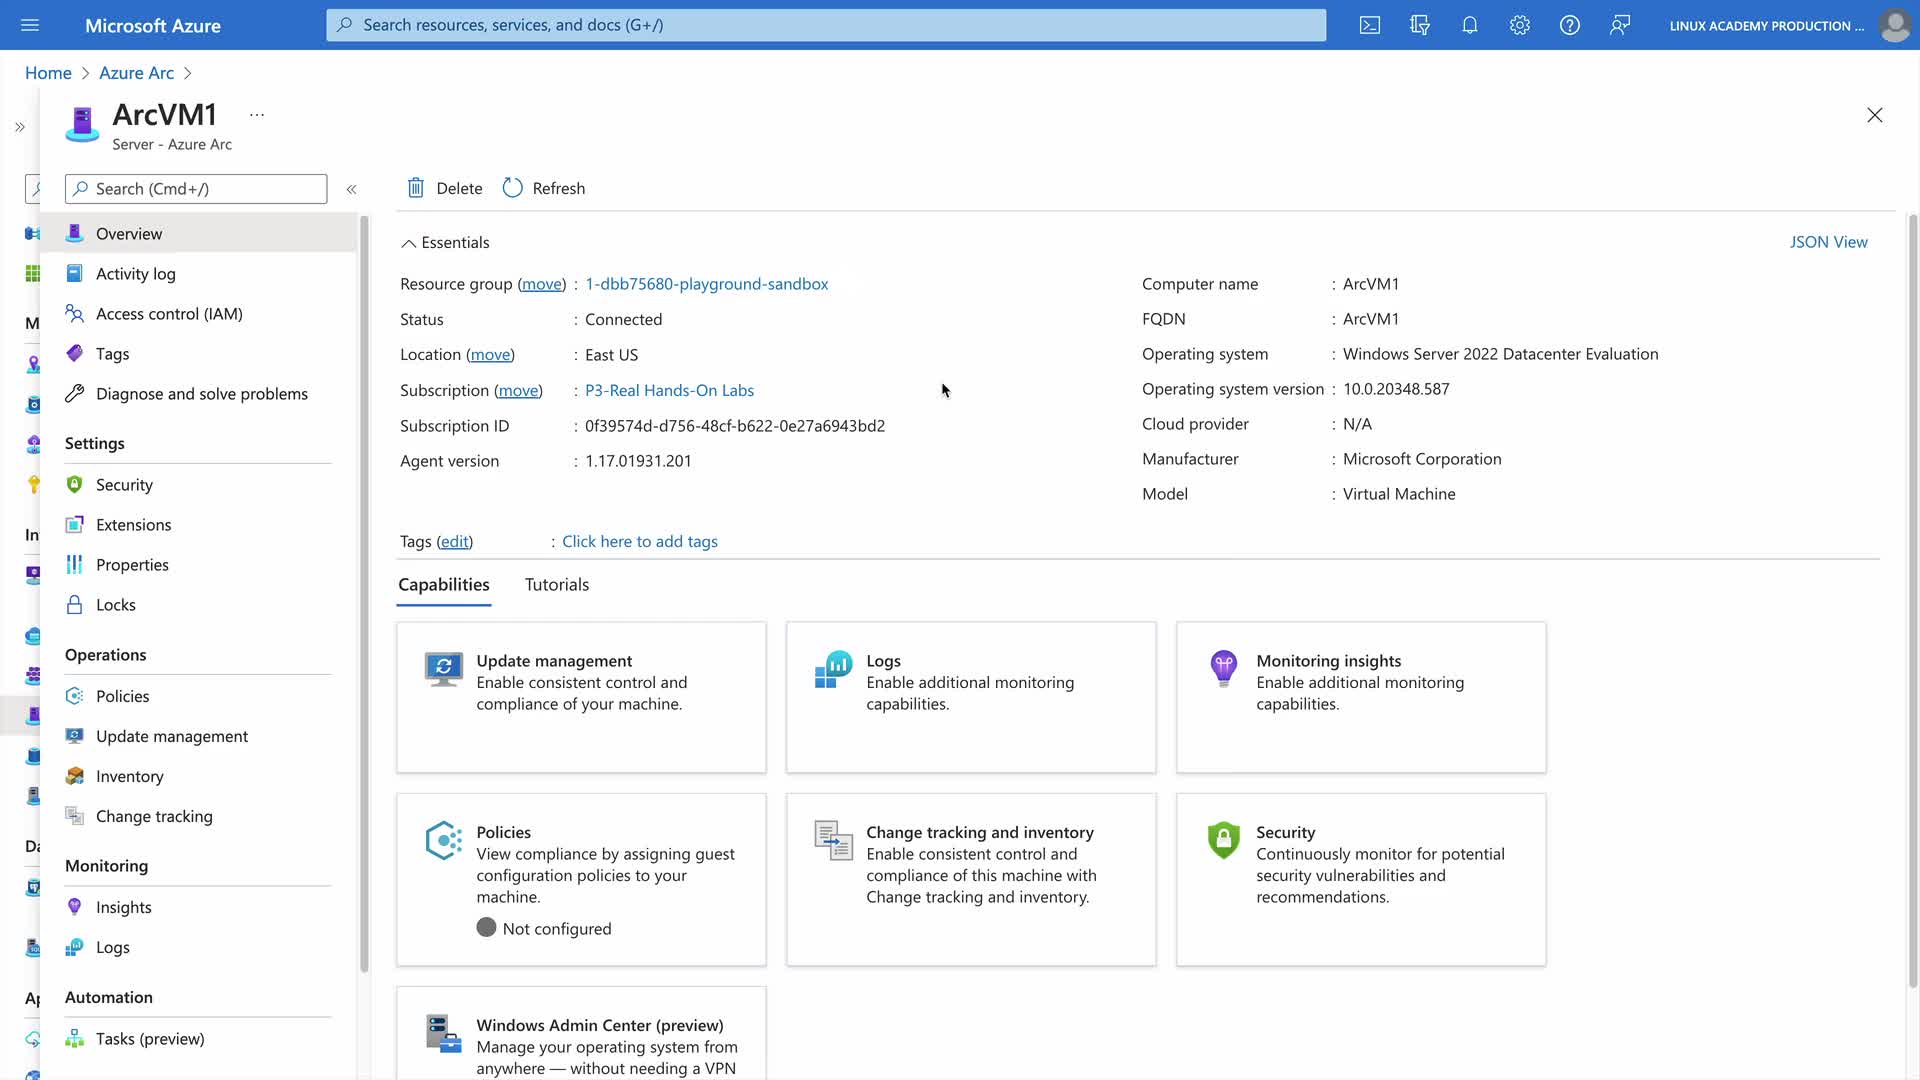 Microsoft Azure
Search resources, services, and docs (G+/)
LINUX ACADEMY PRODUCTION ...
Home > Azure Arc >
ArcVM1 ...
Server - Azure Arc
Search (Cmd+/)
Overview
Activity log
Access control (IAM)
Tags
Diagnose and solve problems
Settings
Security
Extensions
Properties
Locks
Operations
Policies
Update management
Inventory
Change tracking
Monitoring
Insights
Logs
Automation
Tasks (preview)
M
In
Da
Ap
Delete
Refresh
Essentials
JSON View
Resource group (move) : 1-dbb75680-playground-sandbox
Status : Connected
Location (move) : East US
Subscription (move) : P3-Real Hands-On Labs
Subscription ID : 0f39574d-d756-48cf-b622-0e27a6943bd2
Agent version : 1.17.01931.201
Computer name : ArcVM1
FQDN : ArcVM1
Operating system : Windows Server 2022 Datacenter Evaluation
Operating system version : 10.0.20348.587
Cloud provider : N/A
Manufacturer : Microsoft Corporation
Model : Virtual Machine
Tags (edit) : Click here to add tags
Capabilities
Tutorials
Update management
Enable consistent control and
compliance of your machine.
Logs
Enable additional monitoring
capabilities.
Monitoring insights
Enable additional monitoring
capabilities.
Policies
View compliance by assigning guest
configuration policies to your
machine.
Not configured
Change tracking and inventory
Enable consistent control and
compliance of this machine with
Change tracking and inventory.
Security
Continuously monitor for potential
security vulnerabilities and
recommendations.
Windows Admin Center (preview)
Manage your operating system from
anywhere — without needing a VPN